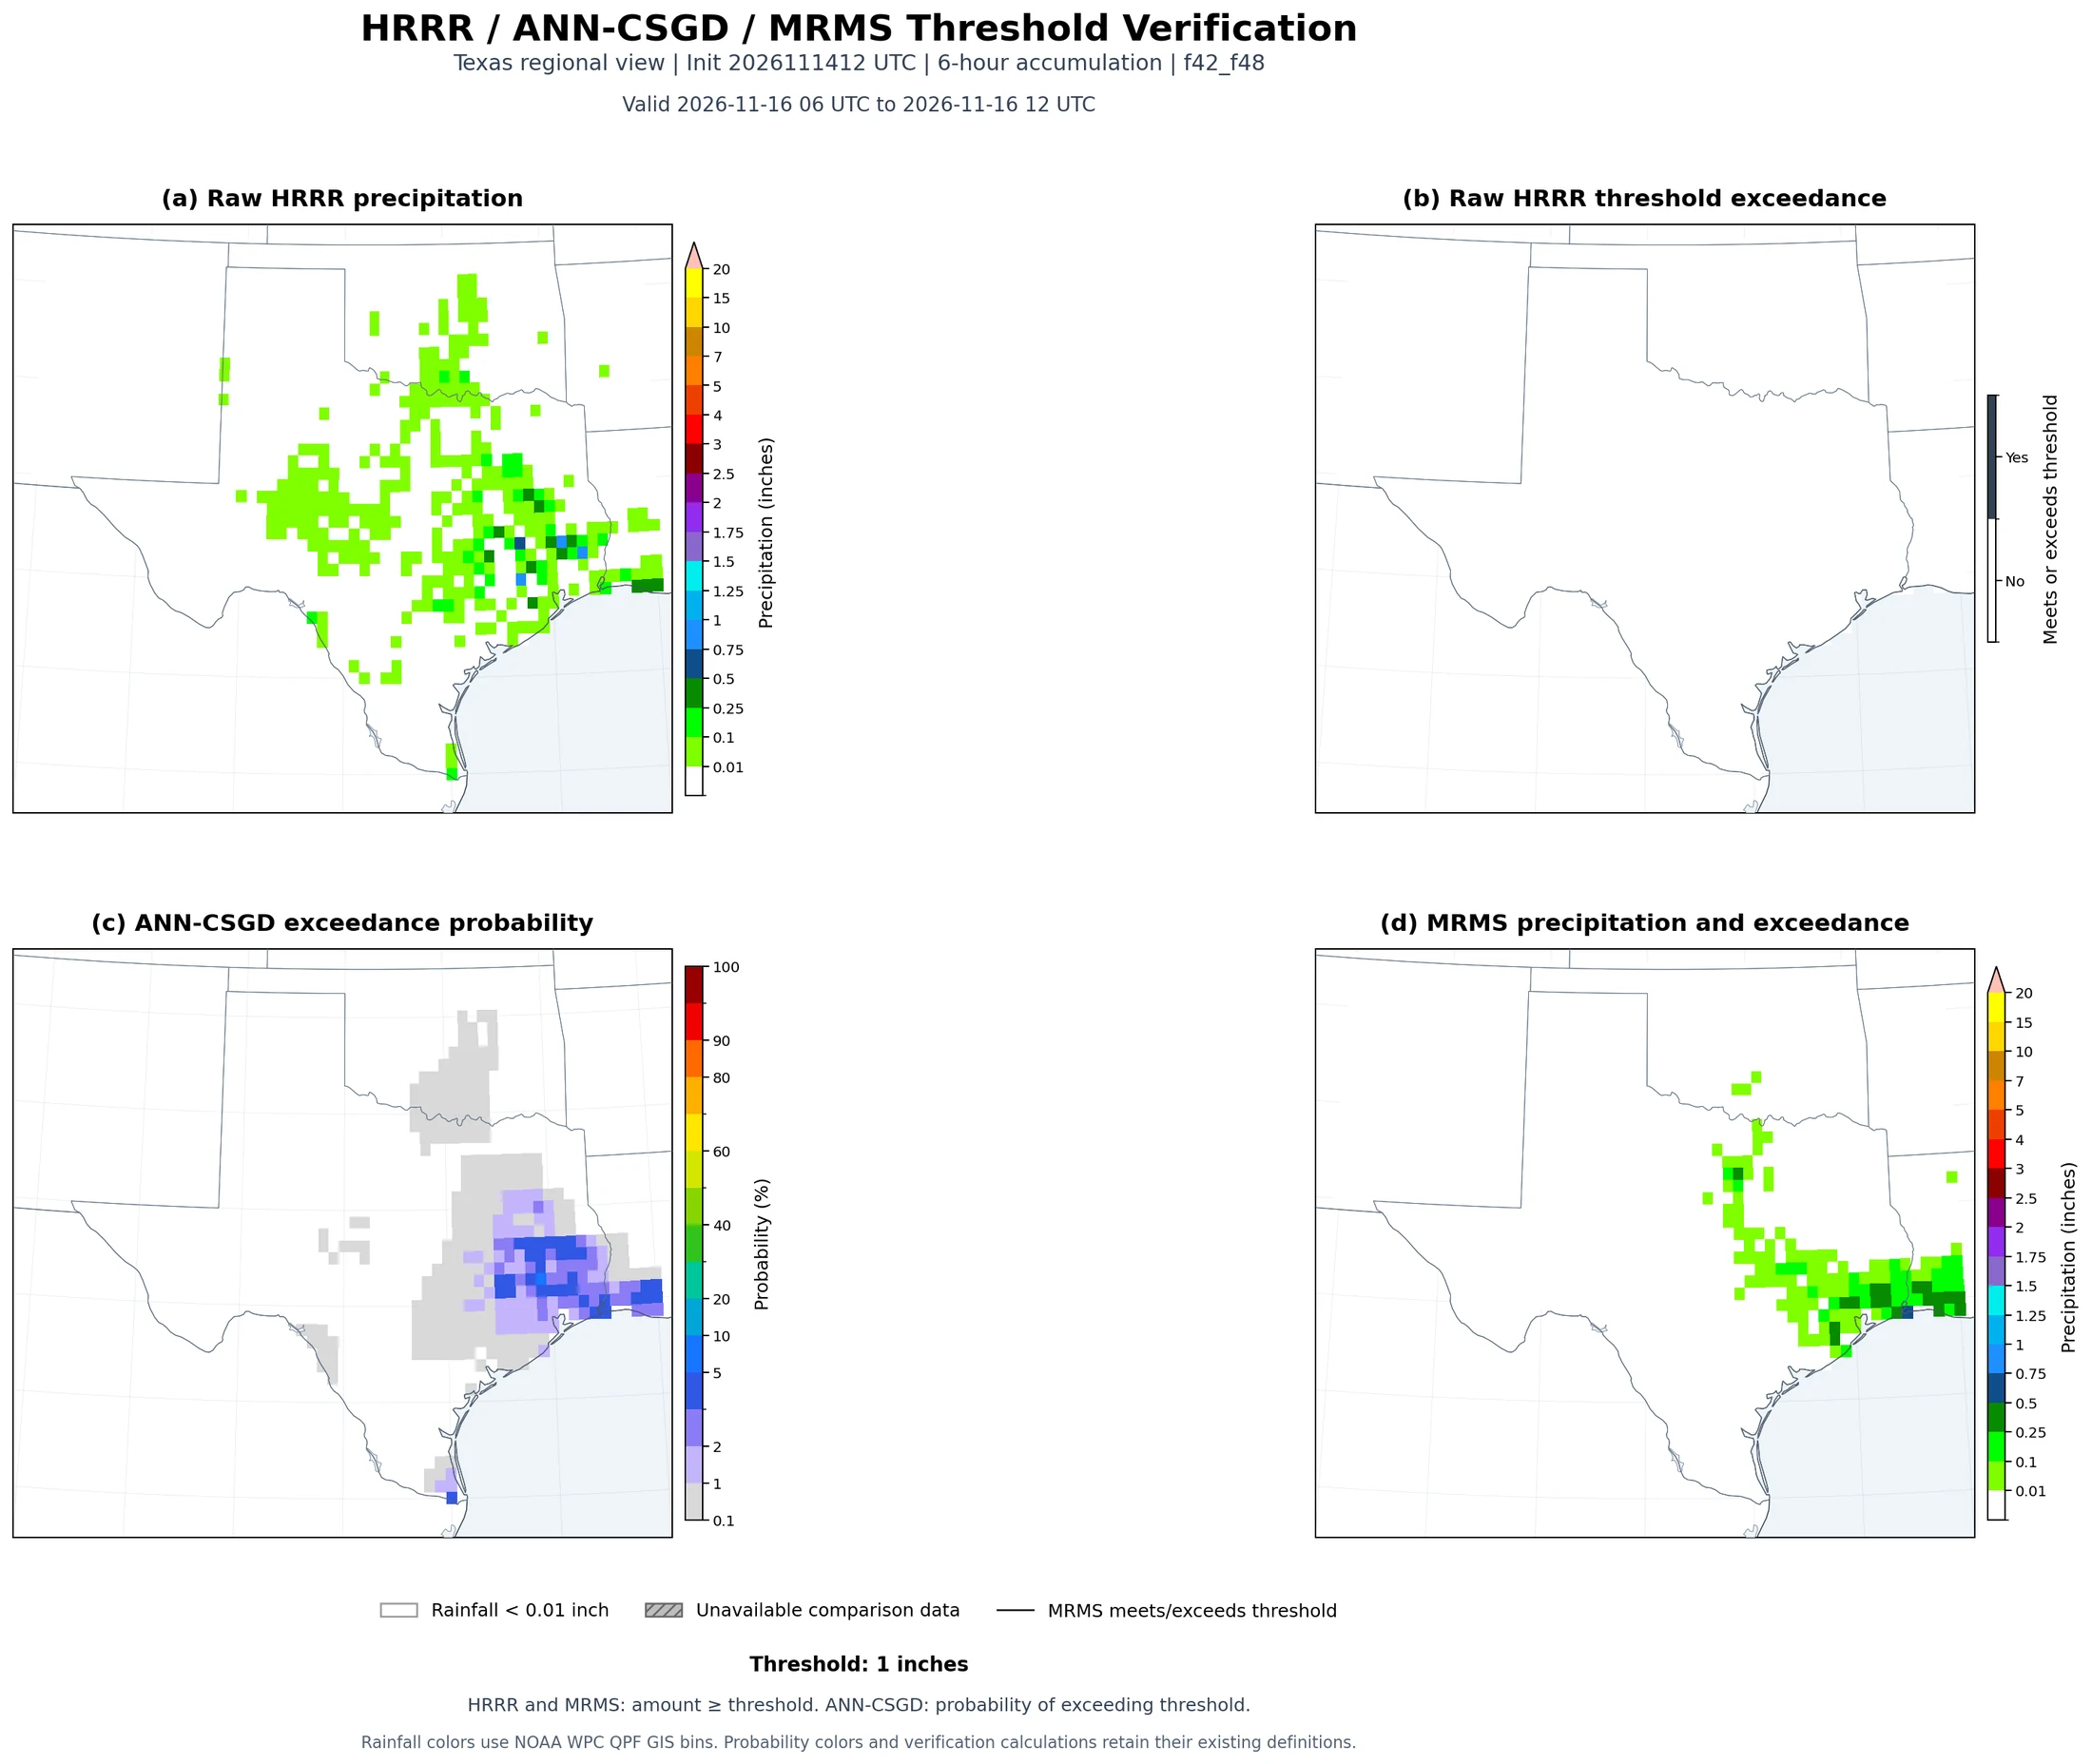 HRRR / ANN-CSGD / MRMS Threshold Verification
Texas regional view | Init 2026111412 UTC | 6-hour accumulation | f42_f48
Valid 2026-11-16 06 UTC to 2026-11-16 12 UTC
(a) Raw HRRR precipitation
20
15
10
7
5
4
3
2.5
2
1.75
1.5
1.25
1
0.75
0.5
0.25
0.1
0.01
Precipitation (inches)
(b) Raw HRRR threshold exceedance
Yes
No
Meets or exceeds threshold
(c) ANN-CSGD exceedance probability
100
90
80
60
40
20
10
5
2
1
0.1
Probability (%)
(d) MRMS precipitation and exceedance
20
15
10
7
5
4
3
2.5
2
1.75
1.5
1.25
1
0.75
0.5
0.25
0.1
0.01
Precipitation (inches)
Rainfall < 0.01 inch
Unavailable comparison data
MRMS meets/exceeds threshold
Threshold: 1 inches
HRRR and MRMS: amount ≥ threshold. ANN-CSGD: probability of exceeding threshold.
Rainfall colors use NOAA WPC QPF GIS bins. Probability colors and verification calculations retain their existing definitions.